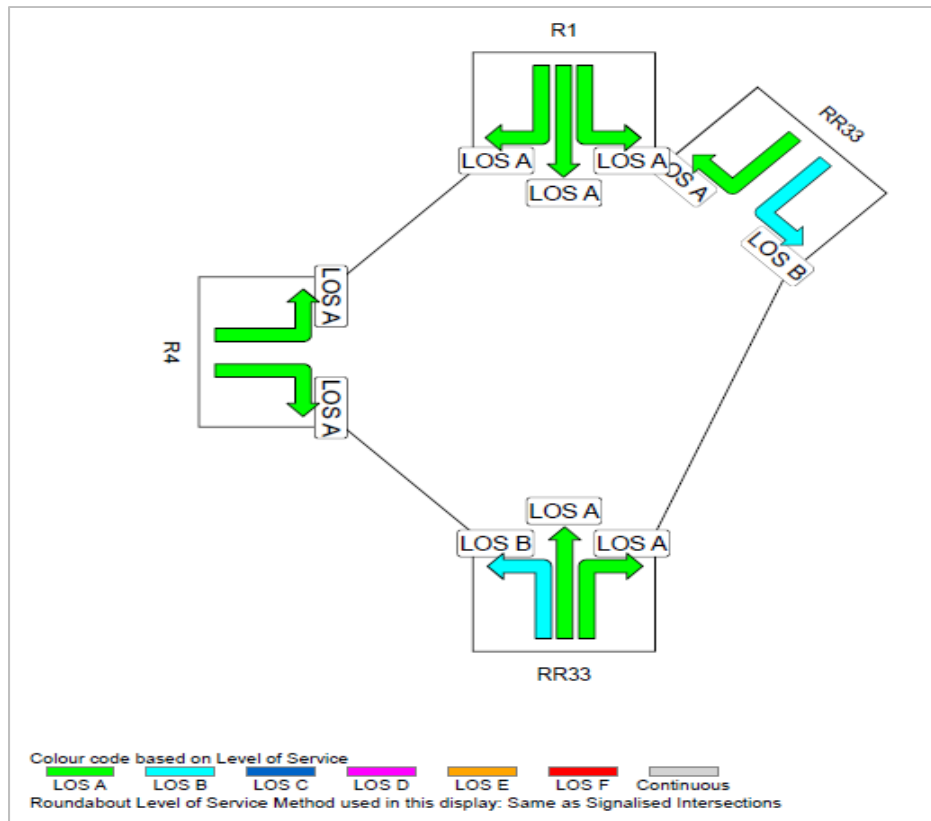 R1
RR33
LOS A
LOS A
LOS A
LOS A
LOS B
LOS A
R4
LOS A
LOS A
LOS B
LOS A
RR33
Colour code based on Level of Service
LOS A LOS B LOS C LOS D LOS E LOS F Continuous
Roundabout Level of Service Method used in this display: Same as Signalised Intersections